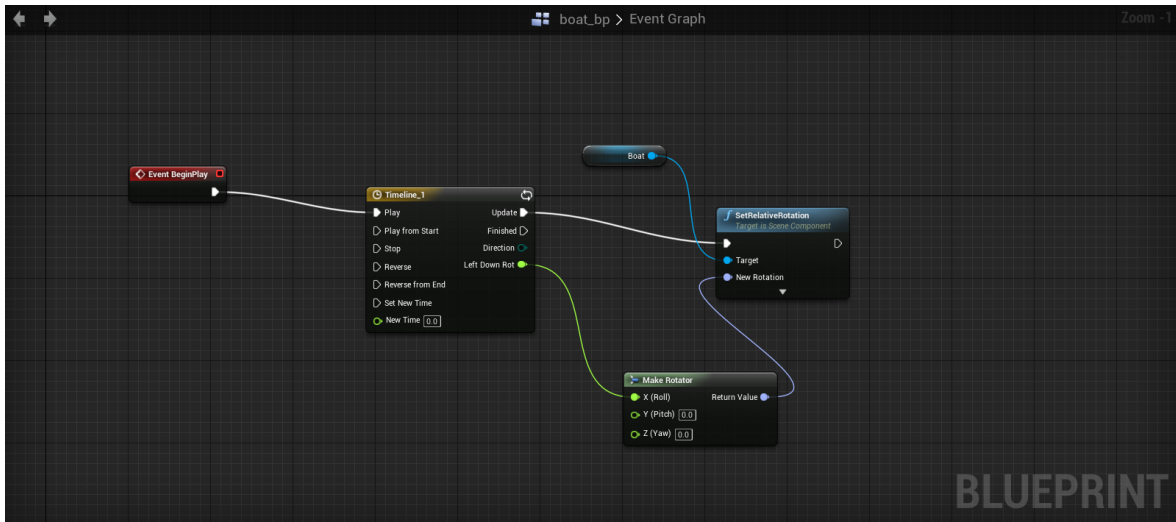 boat_bp > Event Graph
Zoom -1
Event BeginPlay
Timeline_1
Play
Play from Start
Stop
Reverse
Reverse from End
Set New Time
New Time 0.0
Update
Finished
Direction
Left Down Rot
Boat
SetRelativeRotation
Target is Scene Component
Target
New Rotation
Make Rotator
X (Roll)
Y (Pitch) 0.0
Z (Yaw) 0.0
Return Value
BLUEPRINT